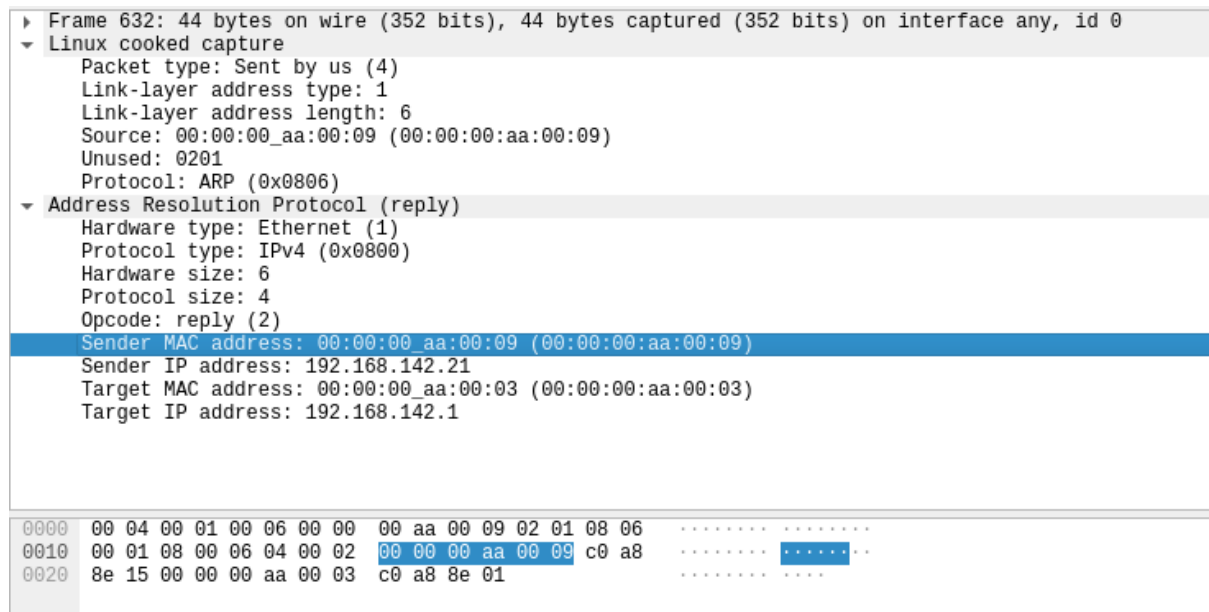 Frame 632: 44 bytes on wire (352 bits), 44 bytes captured (352 bits) on interface any, id 0
Linux cooked capture
Packet type: Sent by us (4)
Link-layer address type: 1
Link-layer address length: 6
Source: 00:00:00_aa:00:09 (00:00:00:aa:00:09)
Unused: 0201
Protocol: ARP (0x0806)
Address Resolution Protocol (reply)
Hardware type: Ethernet (1)
Protocol type: IPv4 (0x0800)
Hardware size: 6
Protocol size: 4
Opcode: reply (2)
Sender MAC address: 00:00:00_aa:00:09 (00:00:00:aa:00:09)
Sender IP address: 192.168.142.21
Target MAC address: 00:00:00_aa:00:03 (00:00:00:aa:00:03)
Target IP address: 192.168.142.1
0000 00 04 00 01 00 06 00 00 00 aa 00 09 02 01 08 06 ········ ········
0010 00 01 08 00 06 04 00 02 00 00 00 aa 00 09 c0 a8 ········ ········
0020 8e 15 00 00 00 aa 00 03 c0 a8 8e 01 ········ ····